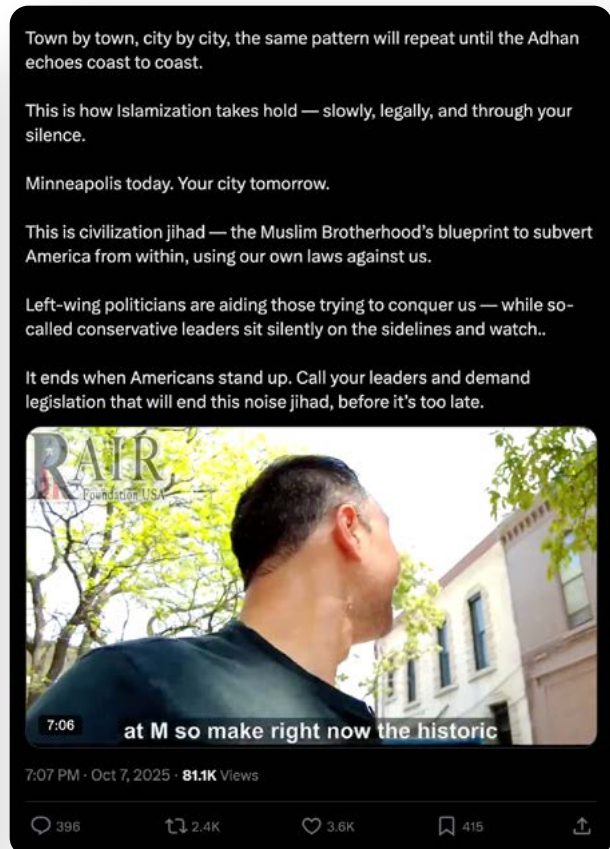 Town by town, city by city, the same pattern will repeat until the Adhan
echoes coast to coast.
This is how Islamization takes hold — slowly, legally, and through your
silence.
Minneapolis today. Your city tomorrow.
This is civilization jihad — the Muslim Brotherhood's blueprint to subvert
America from within, using our own laws against us.
Left-wing politicians are aiding those trying to conquer us — while so-
called conservative leaders sit silently on the sidelines and watch..
It ends when Americans stand up. Call your leaders and demand
legislation that will end this noise jihad, before it's too late.
RAIR
Foundation USA
7:06
at M so make right now the historic
7:07 PM · Oct 7, 2025 · 81.1K Views
396 2.4K 3.6K 415